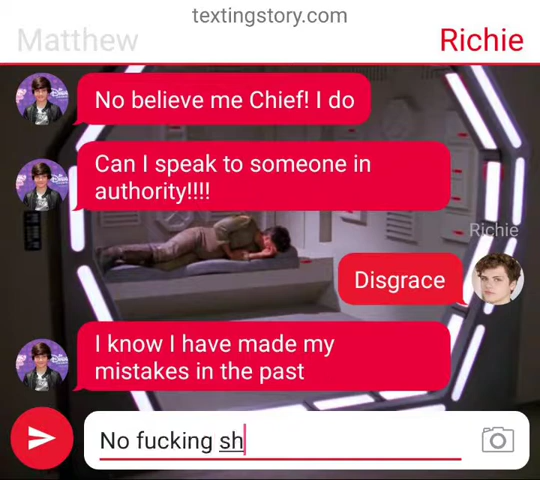 textingstory.com
Matthew
Richie
No believe me Chief! I do
Can I speak to someone in
authority!!!!
Richie
Disgrace
I know I have made my
mistakes in the past
No fucking sh